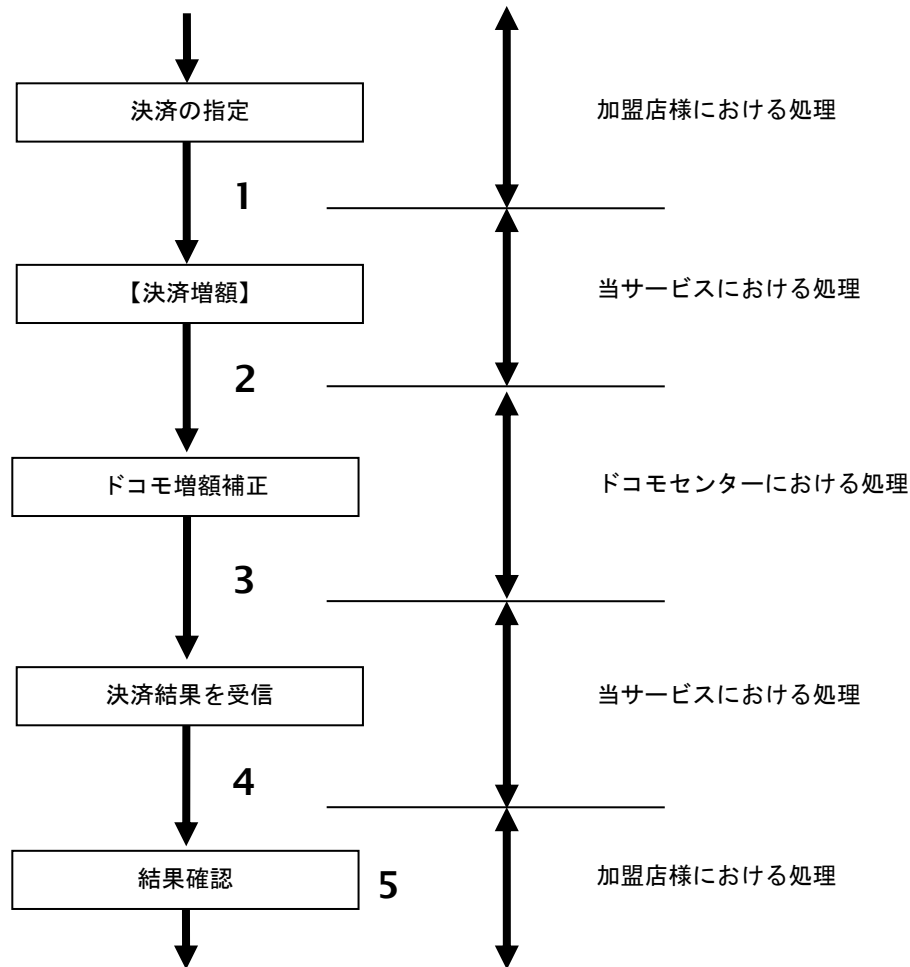 決済の指定
加盟店様における処理
1
【決済増額】
当サービスにおける処理
2
ドコモ増額補正
ドコモセンターにおける処理
3
決済結果を受信
当サービスにおける処理
4
結果確認
5
加盟店様における処理